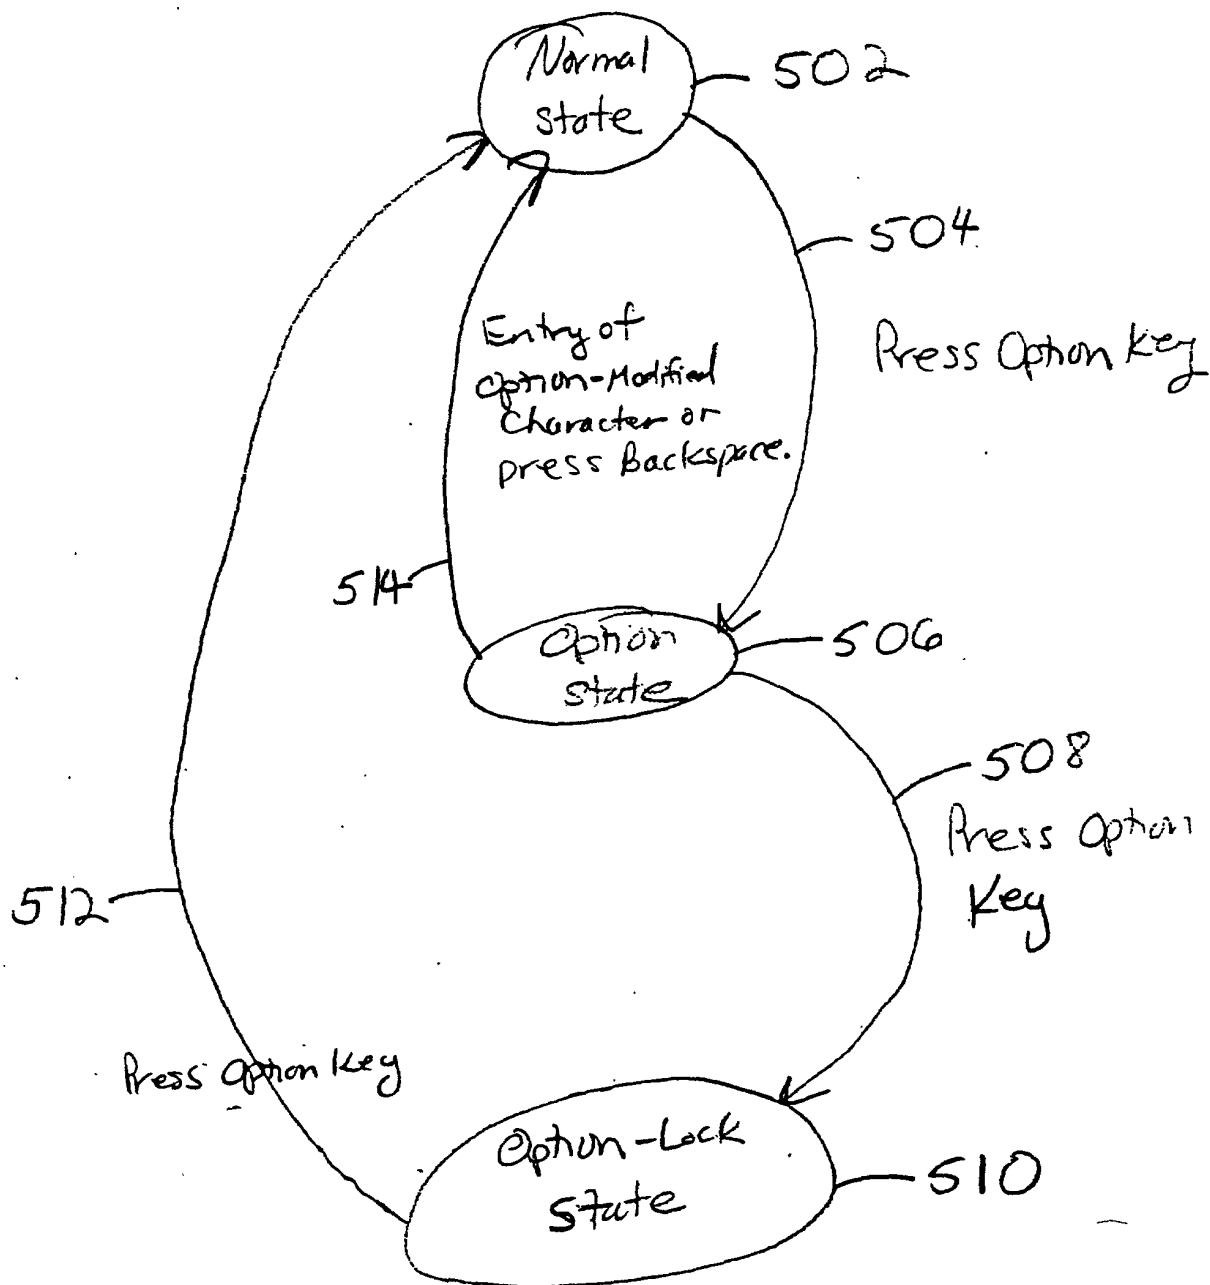 Normal
state
502
504
Press Option Key
Entry of
Option-Modified
Character or
press Backspace.
514
Option
state
506
508
Press Option
Key
512
Press Option Key
Option-Lock
State
510